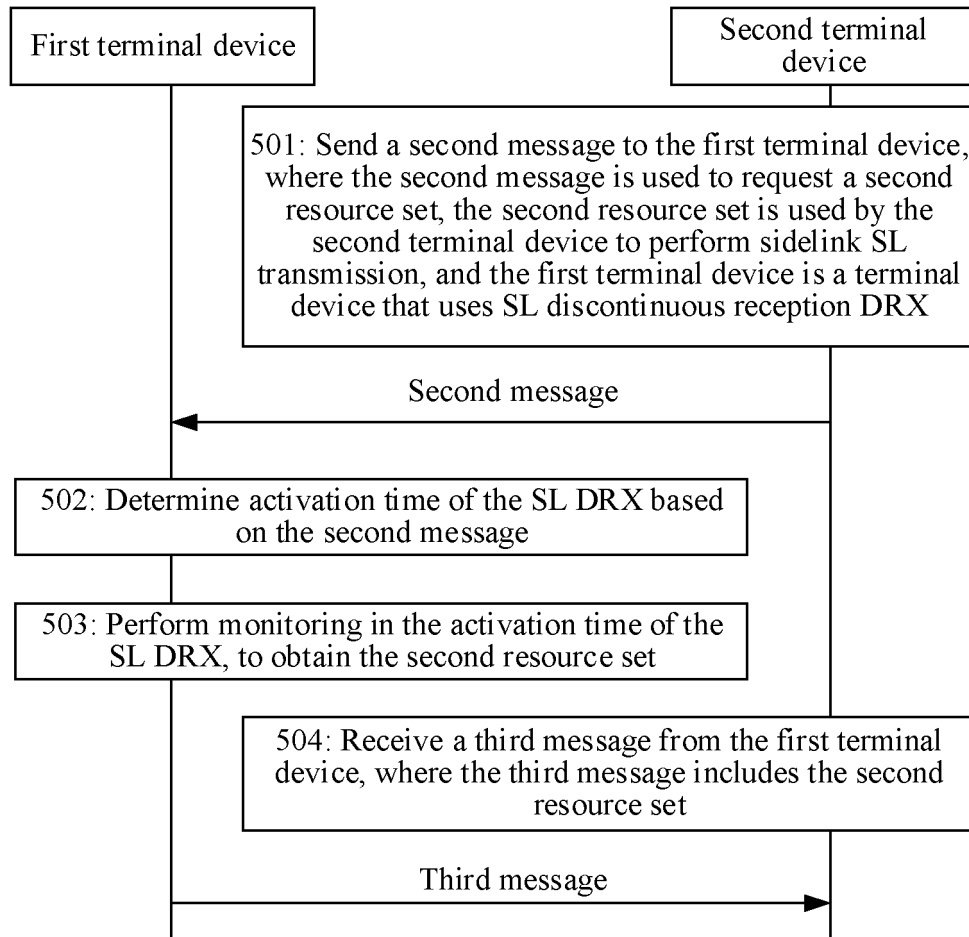 First terminal device
Second terminal
device
501: Send a second message to the first terminal device,
where the second message is used to request a second
resource set, the second resource set is used by the
second terminal device to perform sidelink SL
transmission, and the first terminal device is a terminal
device that uses SL discontinuous reception DRX
Second message
502: Determine activation time of the SL DRX based
on the second message
503: Perform monitoring in the activation time of the
SL DRX, to obtain the second resource set
504: Receive a third message from the first terminal
device, where the third message includes the second
resource set
Third message